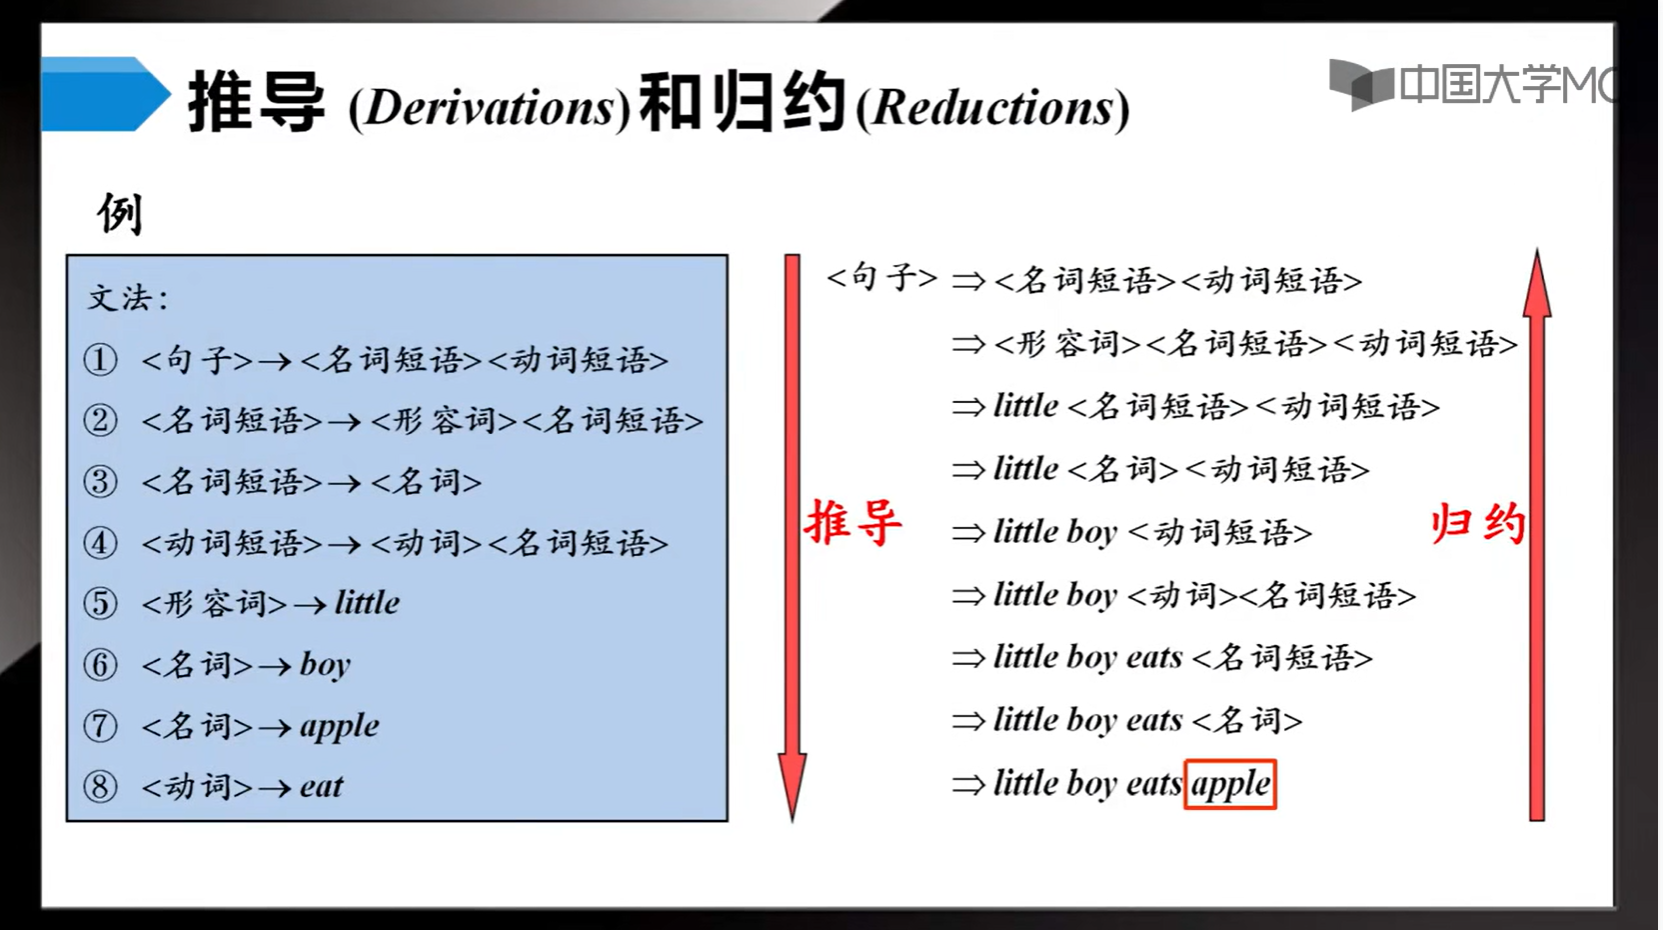 推导 (Derivations)和归约(Reductions)
中国大学MO
例
文法：
① <句子>→<名词短语><动词短语>
② <名词短语>→<形容词><名词短语>
③ <名词短语>→<名词>
④ <动词短语>→<动词><名词短语>
⑤ <形容词>→little
⑥ <名词>→boy
⑦ <名词>→apple
⑧ <动词>→eat
推导
<句子> ⇒<名词短语><动词短语>
⇒<形容词><名词短语><动词短语>
⇒little <名词短语><动词短语>
⇒little <名词><动词短语>
⇒little boy <动词短语>
⇒little boy <动词><名词短语>
⇒little boy eats <名词短语>
⇒little boy eats <名词>
⇒little boy eats apple
归约